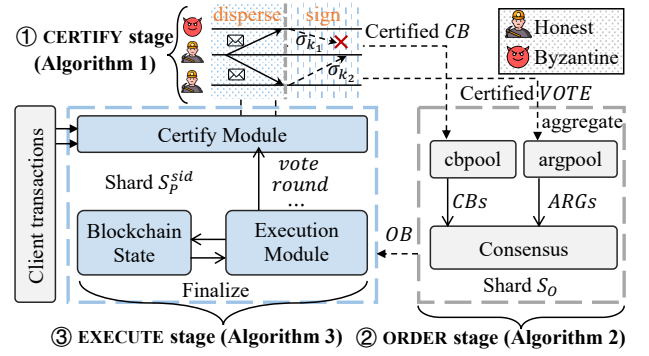 ① CERTIFY stage
(Algorithm 1)
disperse sign
σ̃k1
σ̃k2
Certified CB
Honest
Byzantine
Certified VOTE
aggregate
Client transactions
Certify Module
Shard S_P^sid
vote
round
...
Blockchain
State
Execution
Module
Finalize
OB
cbpool
argpool
CBs
ARGs
Consensus
Shard S_O
③ EXECUTE stage (Algorithm 3)
② ORDER stage (Algorithm 2)